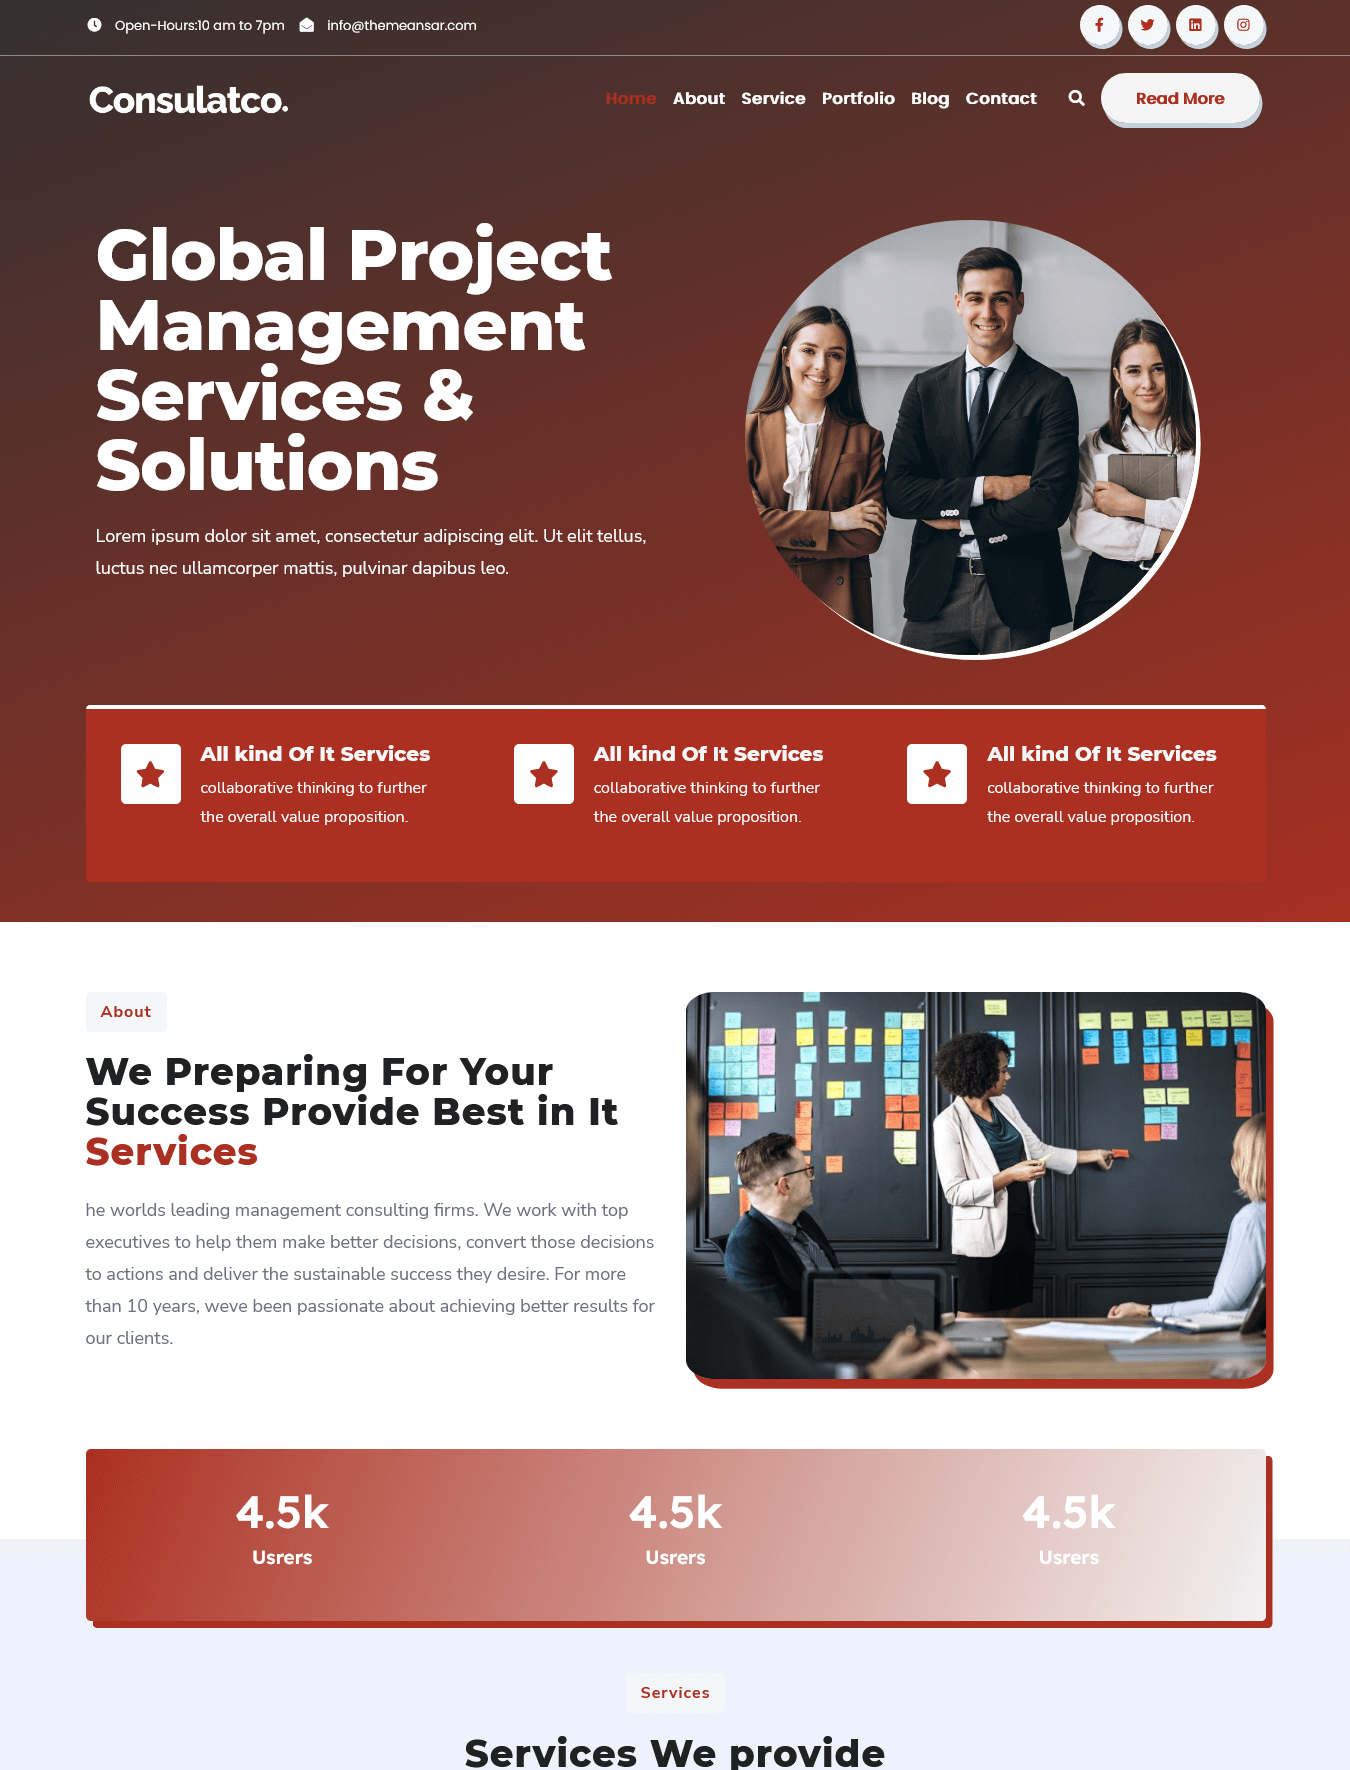 Open-Hours:10 am to 7pm info@themeansar.com
Consulatco.
Home About Service Portfolio Blog Contact Read More
Global Project
Management
Services &
Solutions
Lorem ipsum dolor sit amet, consectetur adipiscing elit. Ut elit tellus,
luctus nec ullamcorper mattis, pulvinar dapibus leo.
All kind Of It Services
collaborative thinking to further
the overall value proposition.
All kind Of It Services
collaborative thinking to further
the overall value proposition.
All kind Of It Services
collaborative thinking to further
the overall value proposition.
About
We Preparing For Your
Success Provide Best in It
Services
he worlds leading management consulting firms. We work with top
executives to help them make better decisions, convert those decisions
to actions and deliver the sustainable success they desire. For more
than 10 years, weve been passionate about achieving better results for
our clients.
4.5k
Usrers
4.5k
Usrers
4.5k
Usrers
Services
Services We provide